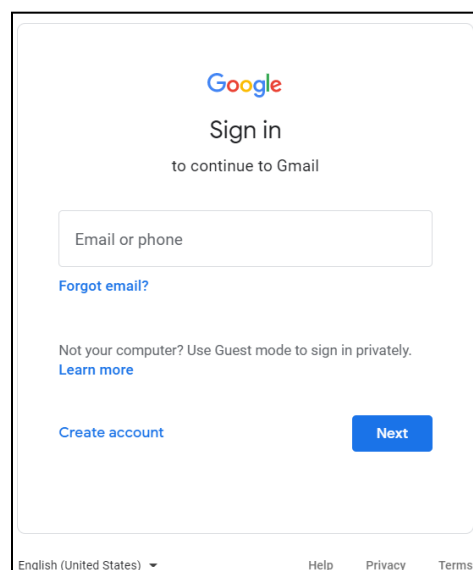 Google
Sign in
to continue to Gmail
Email or phone
Forgot email?
Not your computer? Use Guest mode to sign in privately.
Learn more
Create account
Next
English (United States)
Help
Privacy
Terms